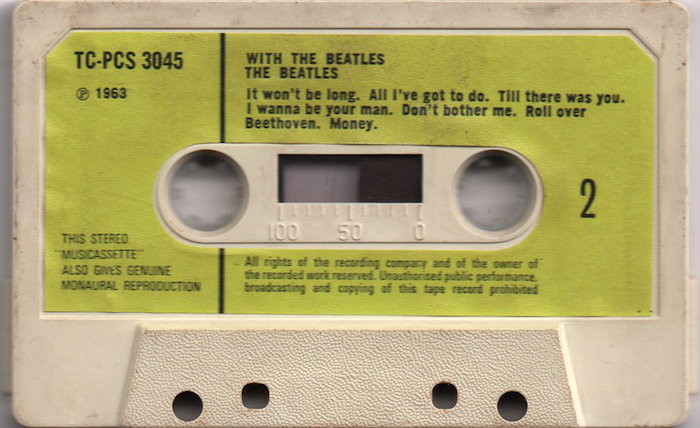 TC-PCS 3045
℗ 1963
WITH THE BEATLES
THE BEATLES
It won't be long. All I've got to do. Till there was you.
I wanna be your man. Don't bother me. Roll over
Beethoven. Money.
2
100 50 0
THIS STEREO
"MUSICASSETTE"
ALSO GIVES GENUINE
MONAURAL REPRODUCTION
All rights of the recording company and of the owner of
the recorded work reserved. Unauthorised public performance,
broadcasting and copying of this tape record prohibited